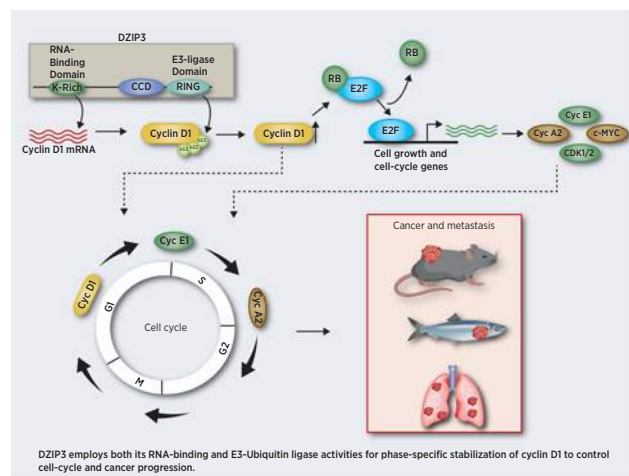 DZIP3
RNA-
Binding
Domain
E3-ligase
Domain
K-Rich
CCD
RING
Cyclin D1 mRNA
Cyclin D1
k63
k63
k63
Cyclin D1
RB
E2F
RB
E2F
Cell growth and
cell-cycle genes
Cyc E1
Cyc A2
c-MYC
CDK1/2
Cyc E1
Cyc D1
Cyc A2
G1
S
G2
M
Cell cycle
Cancer and metastasis
DZIP3 employs both its RNA-binding and E3-Ubiquitin ligase activities for phase-specific stabilization of cyclin D1 to control
cell-cycle and cancer progression.